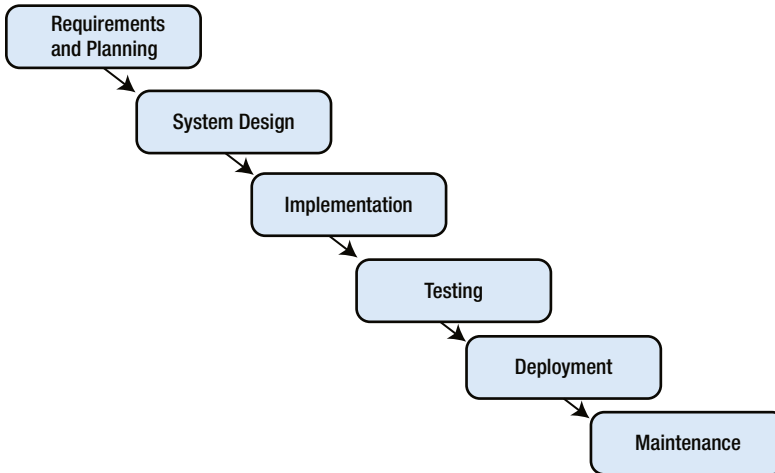 Requirements
and Planning
System Design
Implementation
Testing
Deployment
Maintenance